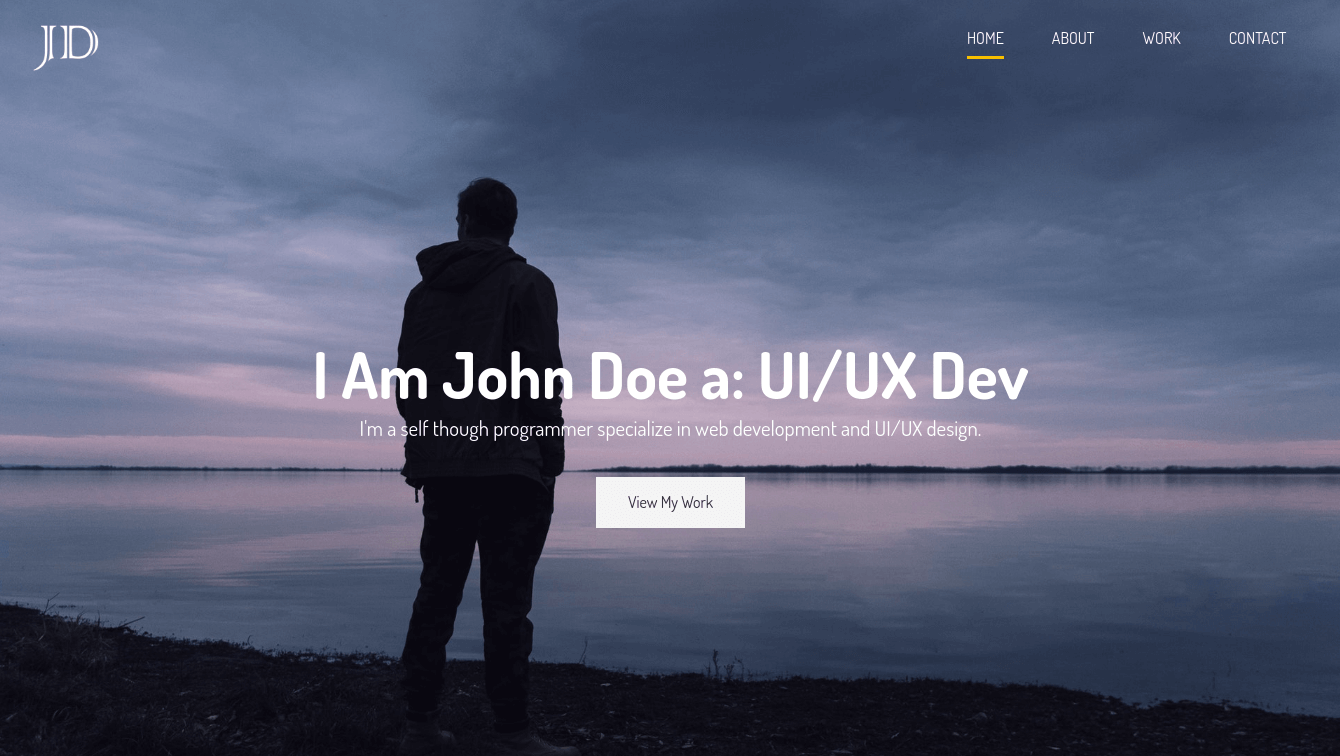 JD
HOME ABOUT WORK CONTACT
I Am John Doe a: UI/UX Dev
I'm a self though programmer specialize in web development and UI/UX design.
View My Work